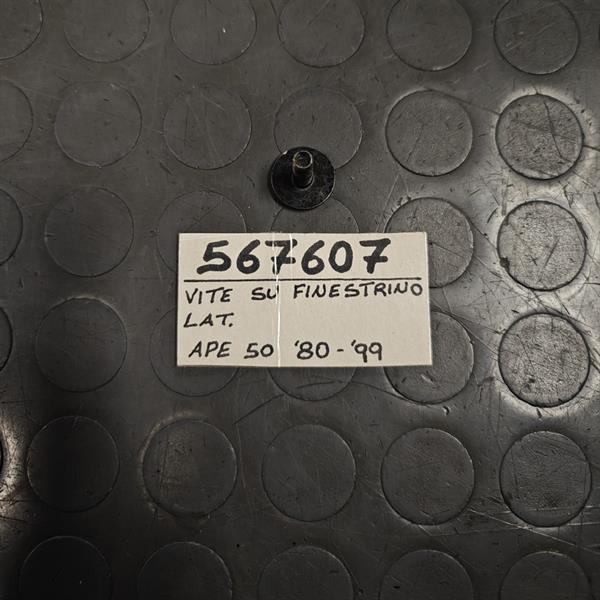 567607
VITE SU FINESTRINO
LAT.
APE 50 '80-'99